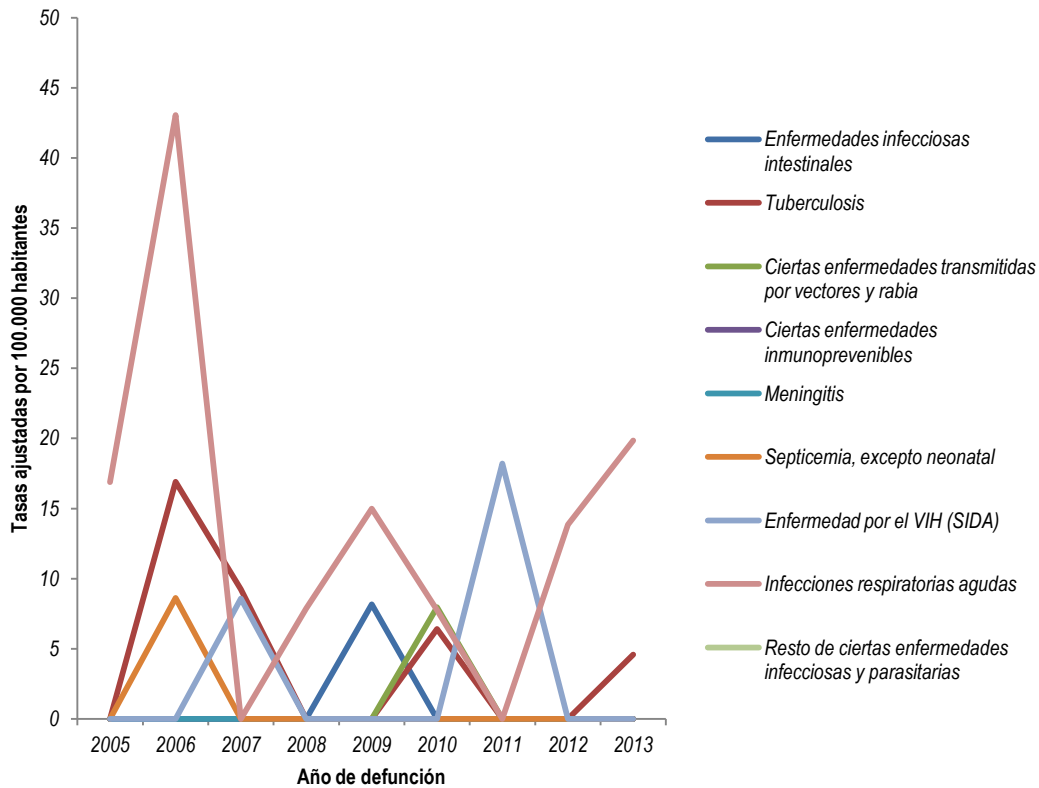 Tasas ajustadas por 100.000 habitantes
50
45
40
35
30
25
20
15
10
5
0
2005 2006 2007 2008 2009 2010 2011 2012 2013
Año de defunción
Enfermedades infecciosas
intestinales
Tuberculosis
Ciertas enfermedades transmitidas
por vectores y rabia
Ciertas enfermedades
inmunoprevenibles
Meningitis
Septicemia, excepto neonatal
Enfermedad por el VIH (SIDA)
Infecciones respiratorias agudas
Resto de ciertas enfermedades
infecciosas y parasitarias